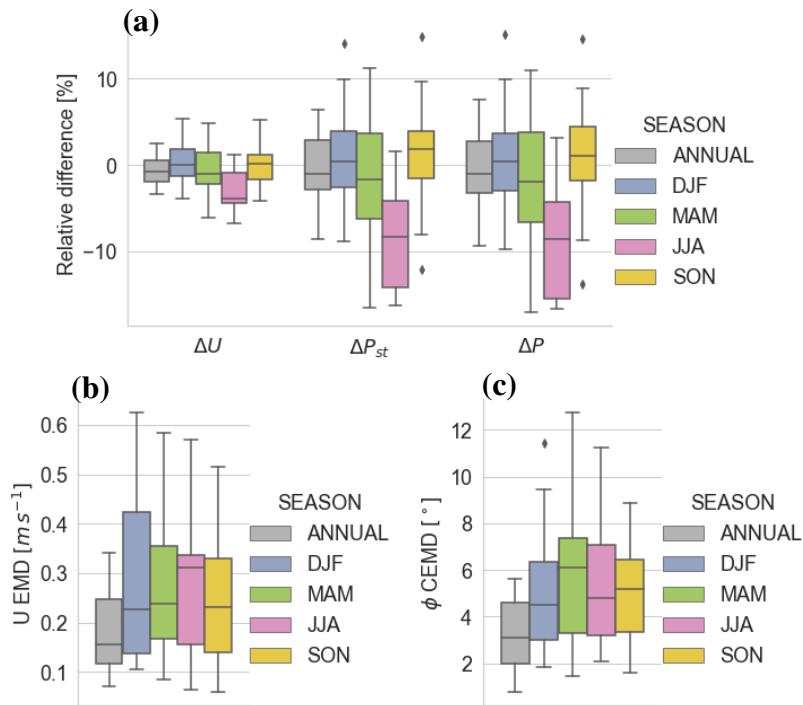 (a)
Relative difference [%]
10
0
−10
ΔU
ΔP_st
ΔP
SEASON
ANNUAL
DJF
MAM
JJA
SON
(b)
U EMD [m s⁻¹]
0.6
0.5
0.4
0.3
0.2
0.1
SEASON
ANNUAL
DJF
MAM
JJA
SON
(c)
ϕ CEMD [°]
12
10
8
6
4
2
SEASON
ANNUAL
DJF
MAM
JJA
SON